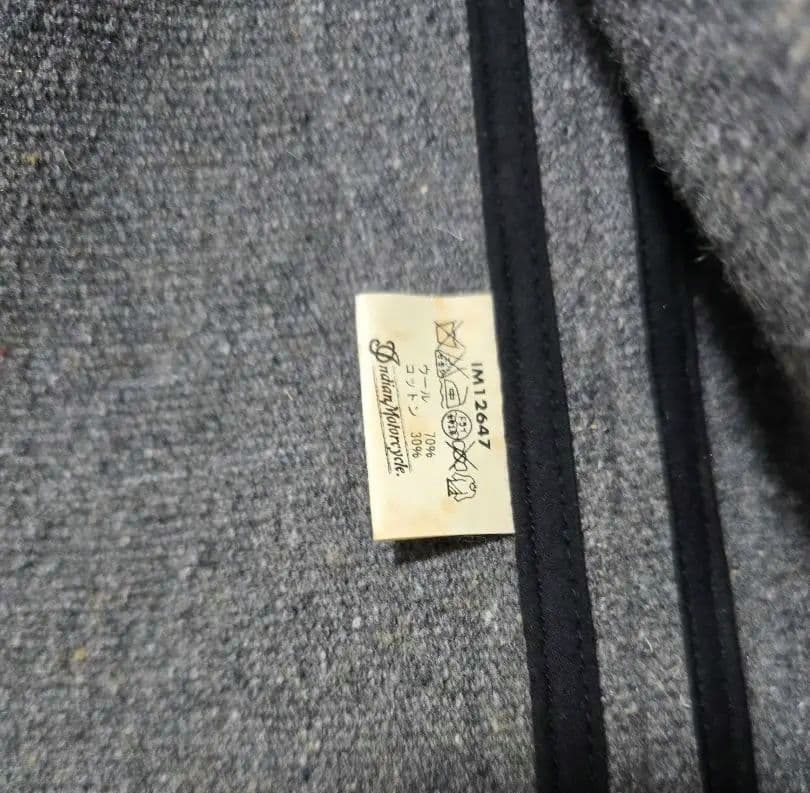 IM12647
ウール 70%
コットン 30%
Indian Motorcycle.